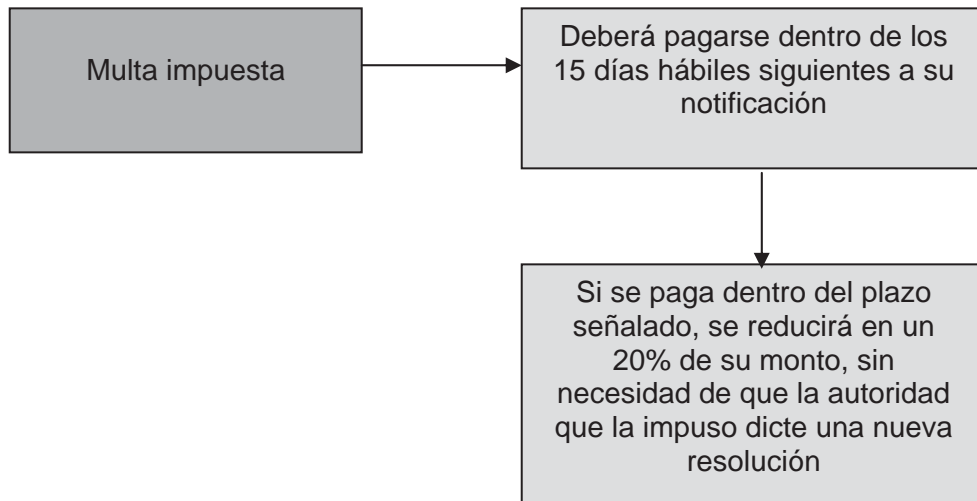 Multa impuesta
Deberá pagarse dentro de los
15 días hábiles siguientes a su
notificación
Si se paga dentro del plazo
señalado, se reducirá en un
20% de su monto, sin
necesidad de que la autoridad
que la impuso dicte una nueva
resolución